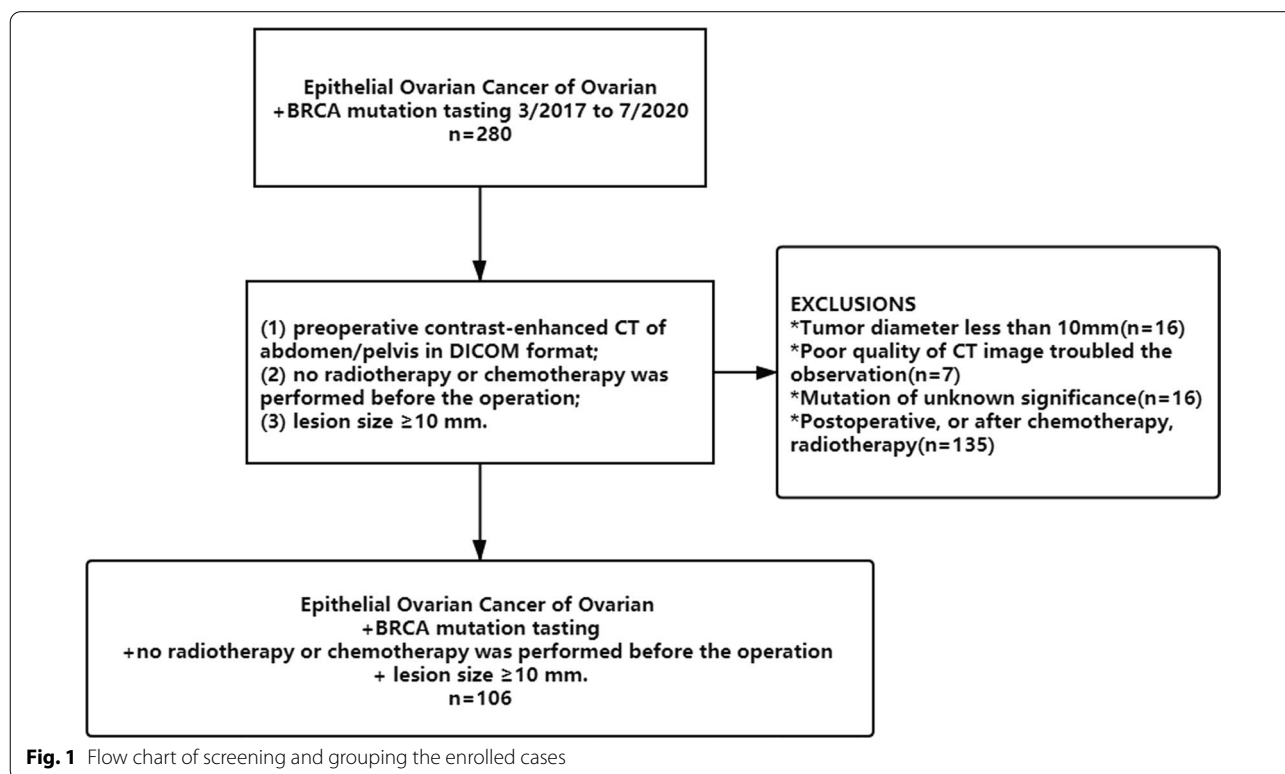 Epithelial Ovarian Cancer of Ovarian
+BRCA mutation tasting 3/2017 to 7/2020
n=280
(1) preoperative contrast-enhanced CT of
abdomen/pelvis in DICOM format;
(2) no radiotherapy or chemotherapy was
performed before the operation;
(3) lesion size ≥10 mm.
EXCLUSIONS
*Tumor diameter less than 10mm(n=16)
*Poor quality of CT image troubled the
observation(n=7)
*Mutation of unknown significance(n=16)
*Postoperative, or after chemotherapy,
radiotherapy(n=135)
Epithelial Ovarian Cancer of Ovarian
+BRCA mutation tasting
+no radiotherapy or chemotherapy was performed before the operation
+ lesion size ≥10 mm.
n=106
Fig. 1 Flow chart of screening and grouping the enrolled cases